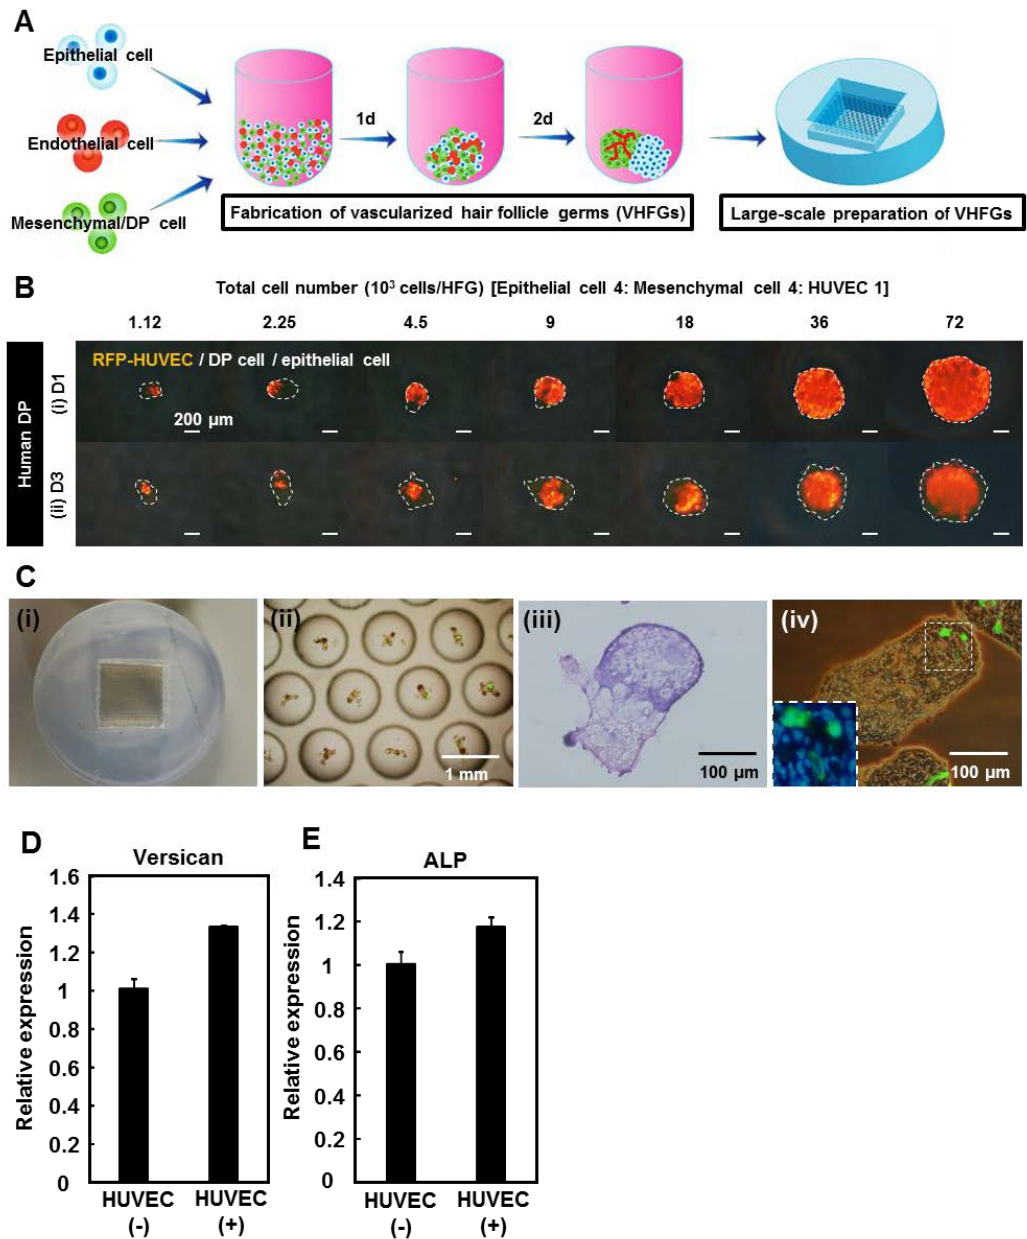 A
Epithelial cell
Endothelial cell
Mesenchymal/DP cell
1d
2d
Fabrication of vascularized hair follicle germs (VHFGs)
Large-scale preparation of VHFGs
B
Total cell number (10³ cells/HFG) [Epithelial cell 4: Mesenchymal cell 4: HUVEC 1]
1.12 2.25 4.5 9 18 36 72
Human DP
(i) D1
RFP-HUVEC / DP cell / epithelial cell
200 µm
(ii) D3
C
(i)
(ii)
1 mm
(iii)
100 µm
(iv)
100 µm
D
Versican
Relative expression
1.6
1.4
1.2
1
0.8
0.6
0.4
0.2
0
HUVEC HUVEC
(-) (+)
E
ALP
Relative expression
1.4
1.2
1
0.8
0.6
0.4
0.2
0
HUVEC HUVEC
(-) (+)